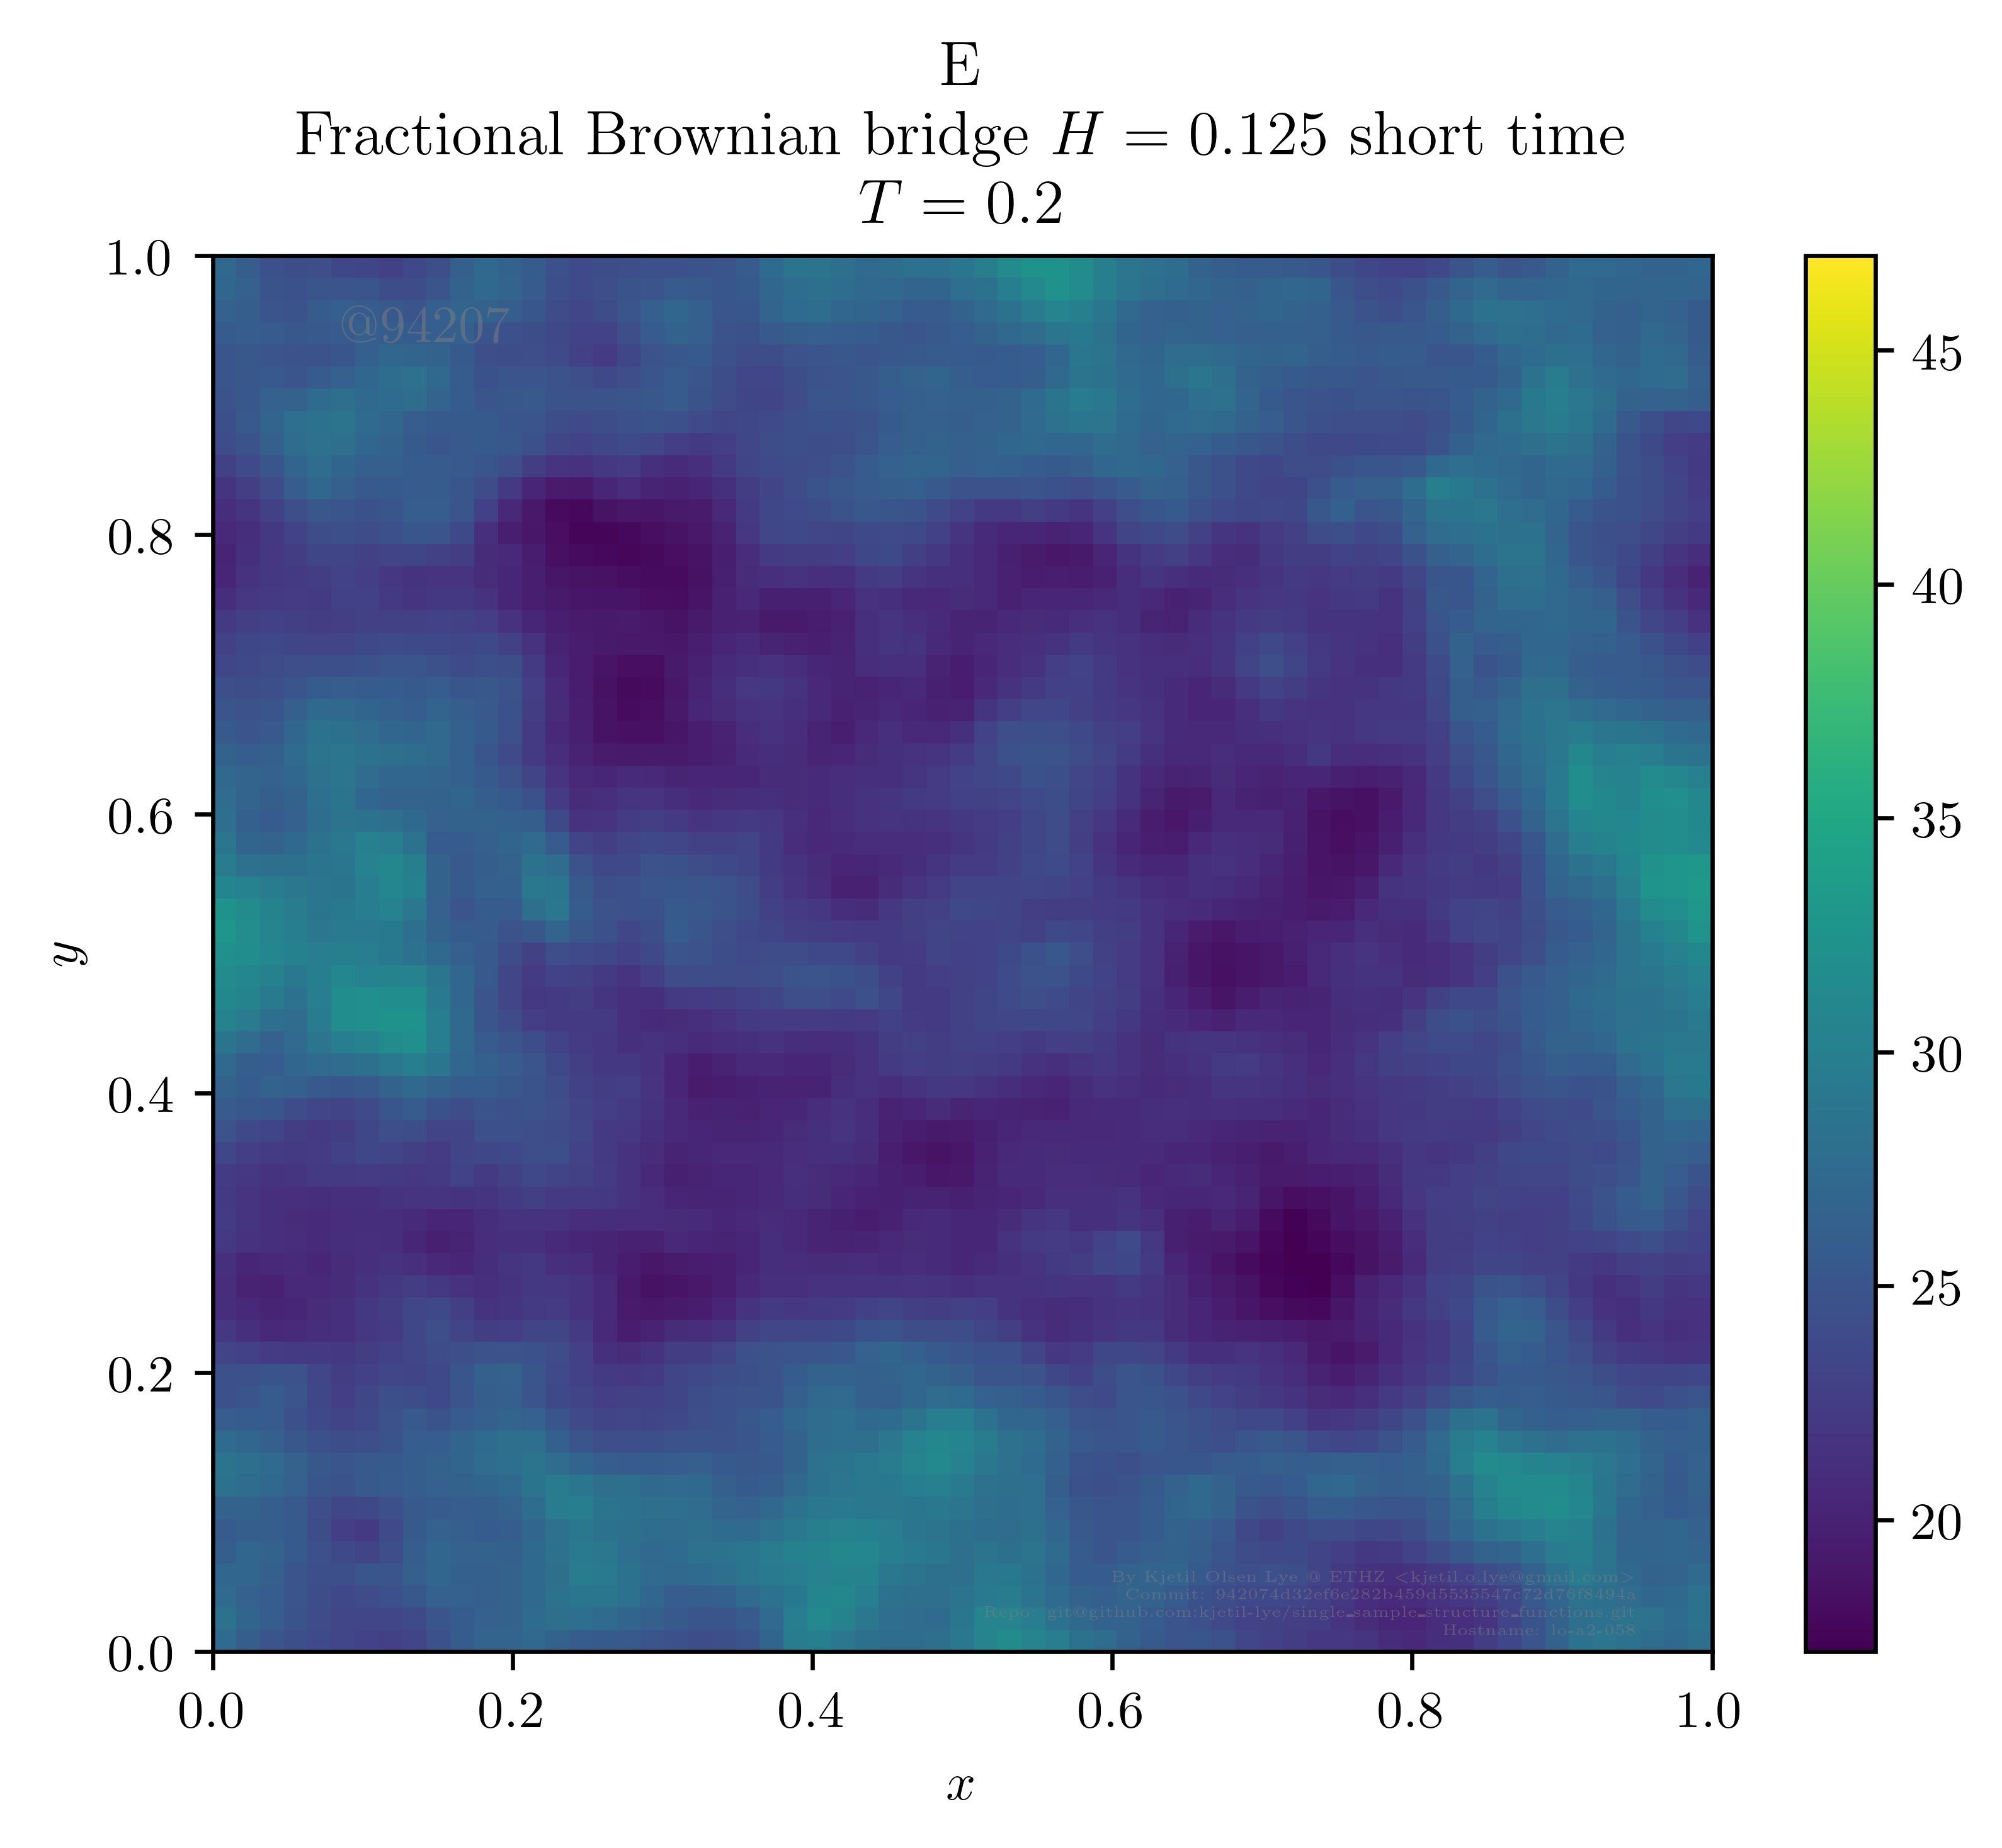 E
Fractional Brownian bridge H = 0.125 short time
T = 0.2
@94207
1.0
0.8
0.6
0.4
0.2
0.0
y
0.0 0.2 0.4 0.6 0.8 1.0
x
45
40
35
30
25
20
By Kjetil Olsen Lye @ ETHZ <kjetil.o.lye@gmail.com>
Commit: 942074d32ef6e282b459d5535547c72d76f8494a
Repo: git@github.com:kjetil-lye/single_sample_structure_functions.git
Hostname: lo-a2-058